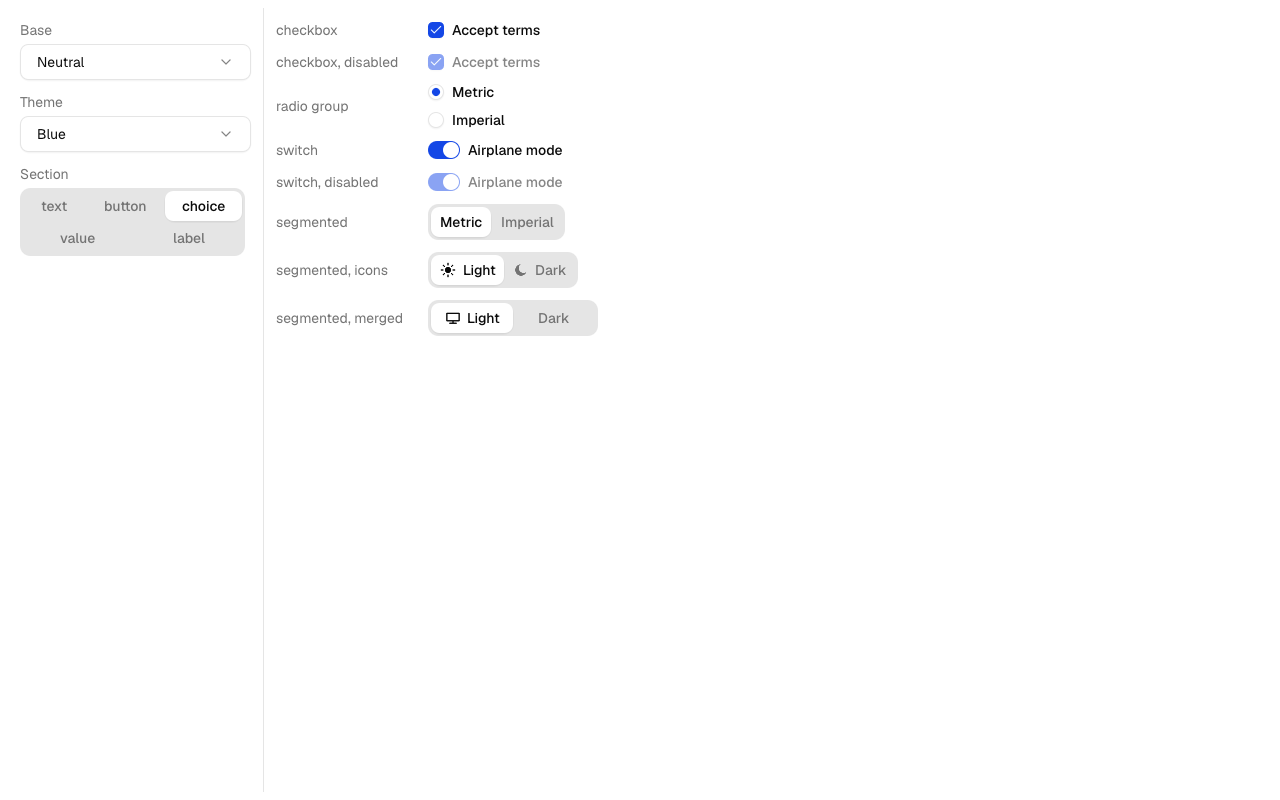 Base
Neutral
Theme
Blue
Section
text button choice
value label
checkbox Accept terms
checkbox, disabled Accept terms
radio group Metric
Imperial
switch Airplane mode
switch, disabled Airplane mode
segmented Metric Imperial
segmented, icons Light Dark
segmented, merged Light Dark